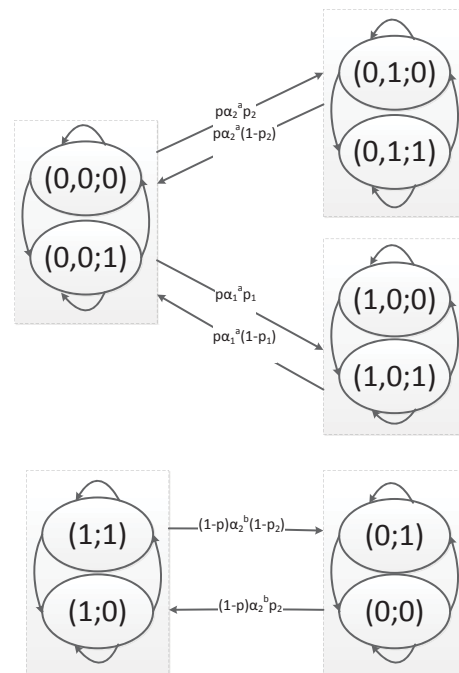 (0,1;0)
pα₂ᵃp₂
pα₂ᵃ(1-p₂)
(0,1;1)
(0,0;0)
(0,0;1)
pα₁ᵃp₁
pα₁ᵃ(1-p₁)
(1,0;0)
(1,0;1)
(1;1)
(1-p)α₂ᵇ(1-p₂)
(0;1)
(1;0)
(1-p)α₂ᵇp₂
(0;0)